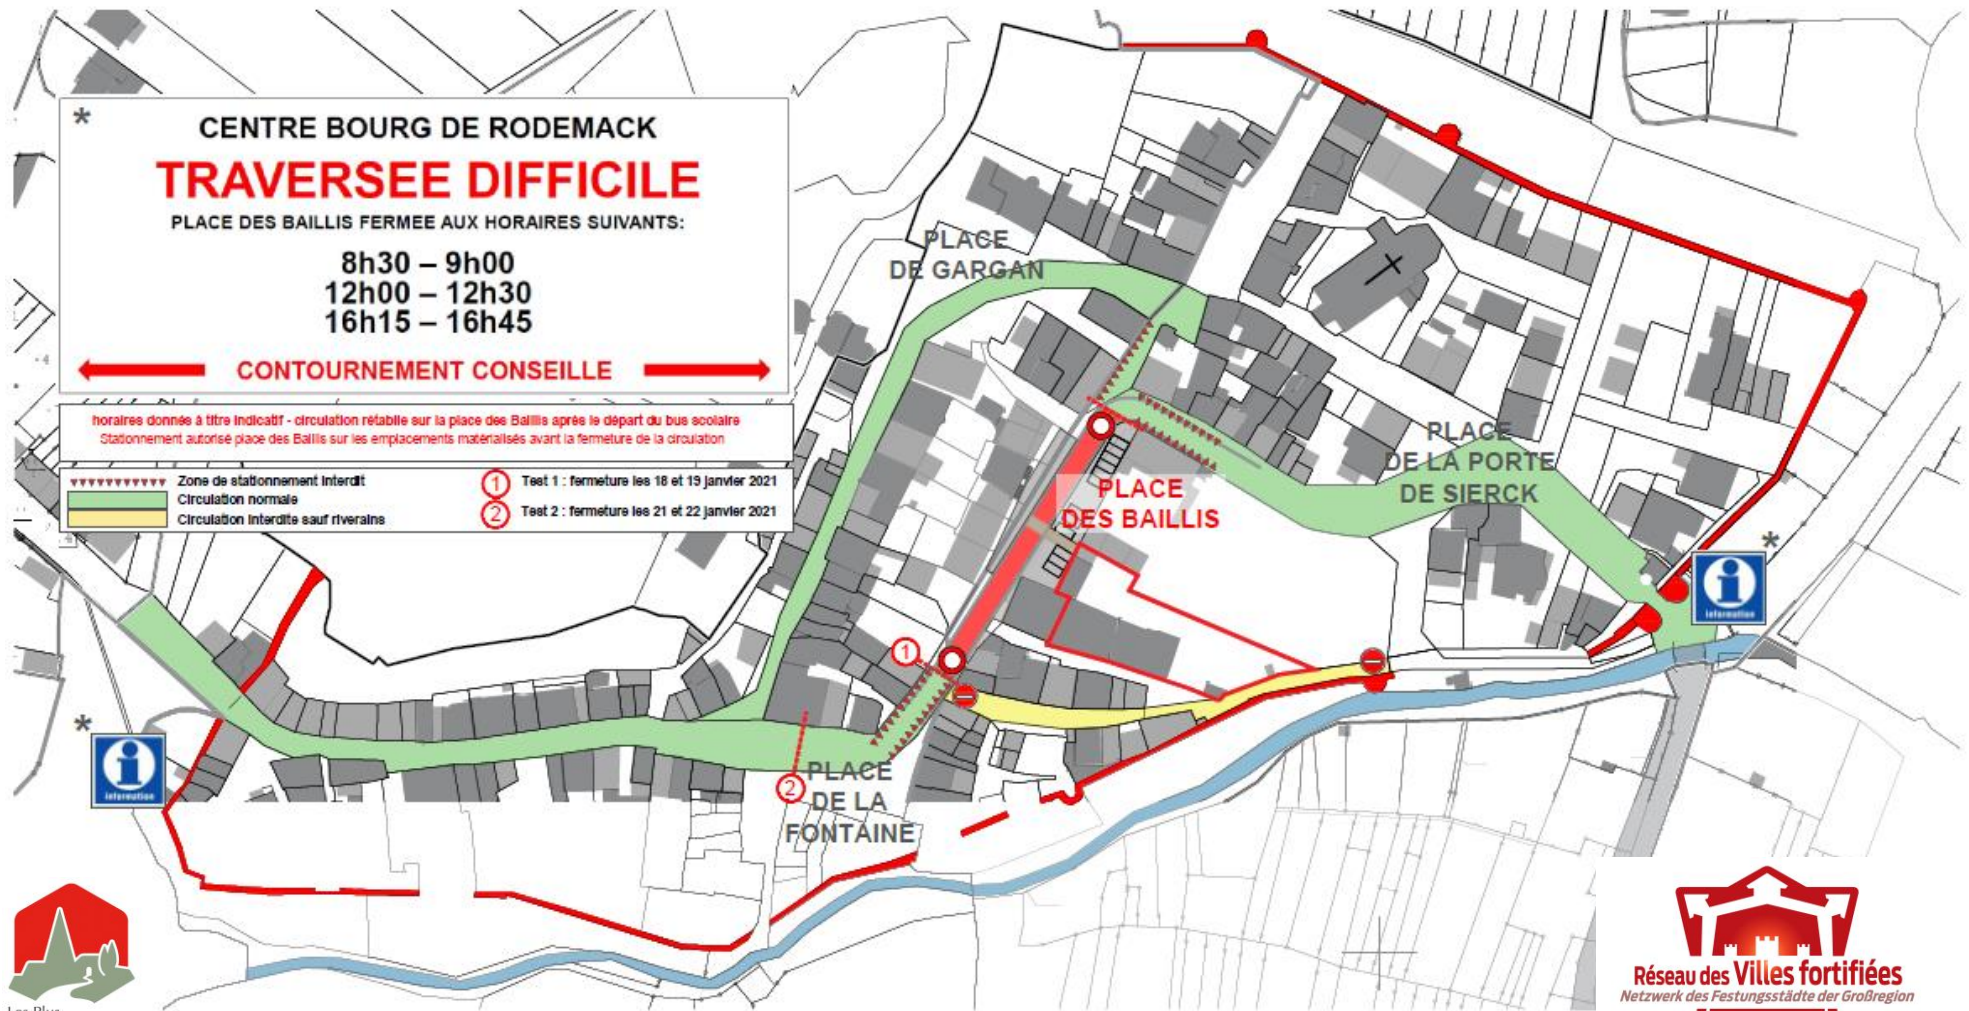 *
CENTRE BOURG DE RODEMACK
TRAVERSEE DIFFICILE
PLACE DES BAILLIS FERMEE AUX HORAIRES SUIVANTS:
8h30 – 9h00
12h00 – 12h30
16h15 – 16h45
CONTOURNEMENT CONSEILLE
horaires donnés à titre indicatif - circulation rétablie sur la place des Baillis après le départ du bus scolaire
Stationnement autorisé place des Baillis sur les emplacements matérialisés avant la fermeture de la circulation
Zone de stationnement interdit
Circulation normale
Circulation interdite sauf riverains
1 Test 1 : fermeture les 18 et 19 janvier 2021
2 Test 2 : fermeture les 21 et 22 janvier 2021
PLACE
DE GARGAN
PLACE
DE LA PORTE
DE SIERCK
PLACE
DES BAILLIS
*
information
1
*
information
2
PLACE
DE LA
FONTAINE
Réseau des Villes fortifiées
Netzwerk des Festungsstädte der Großregion